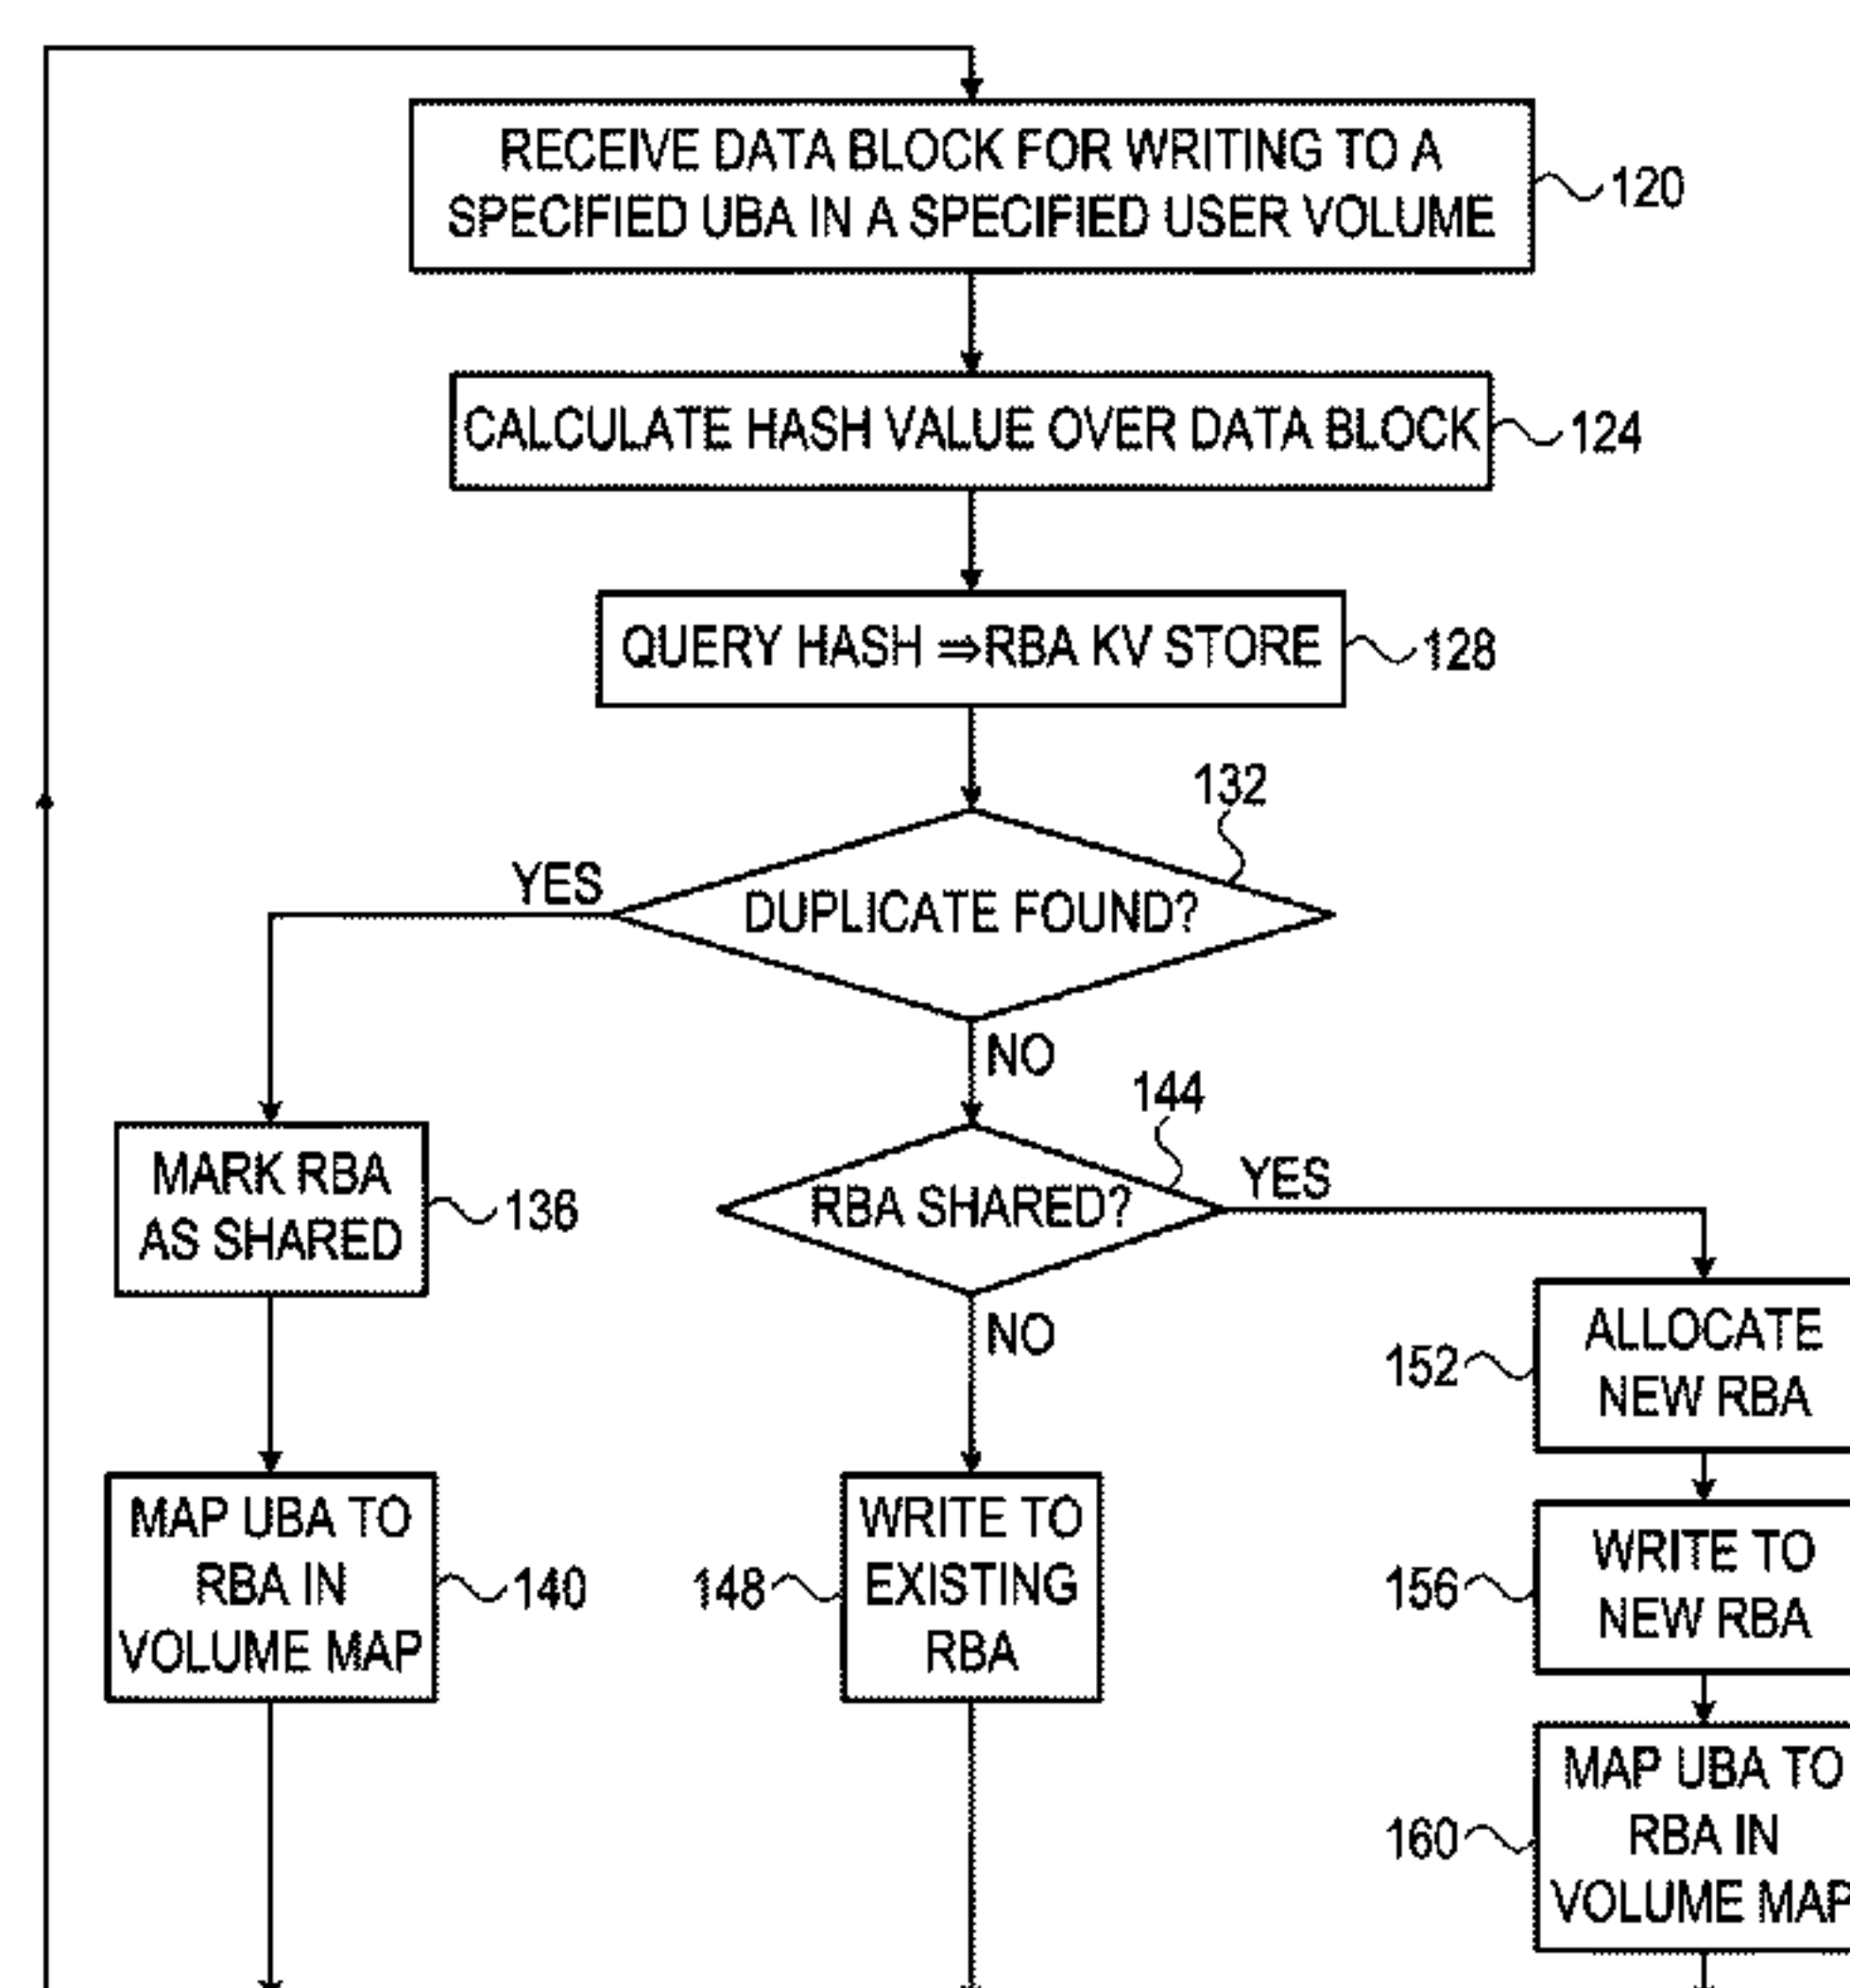 RECEIVE DATA BLOCK FOR WRITING TO A
SPECIFIED UBA IN A SPECIFIED USER VOLUME
120
CALCULATE HASH VALUE OVER DATA BLOCK
124
QUERY HASH ⇒RBA KV STORE
128
132
DUPLICATE FOUND?
YES
NO
144
MARK RBA
AS SHARED
136
RBA SHARED?
YES
NO
ALLOCATE
NEW RBA
152
MAP UBA TO
RBA IN
VOLUME MAP
140
WRITE TO
EXISTING
RBA
148
WRITE TO
NEW RBA
156
MAP UBA TO
RBA IN
VOLUME MAP
160